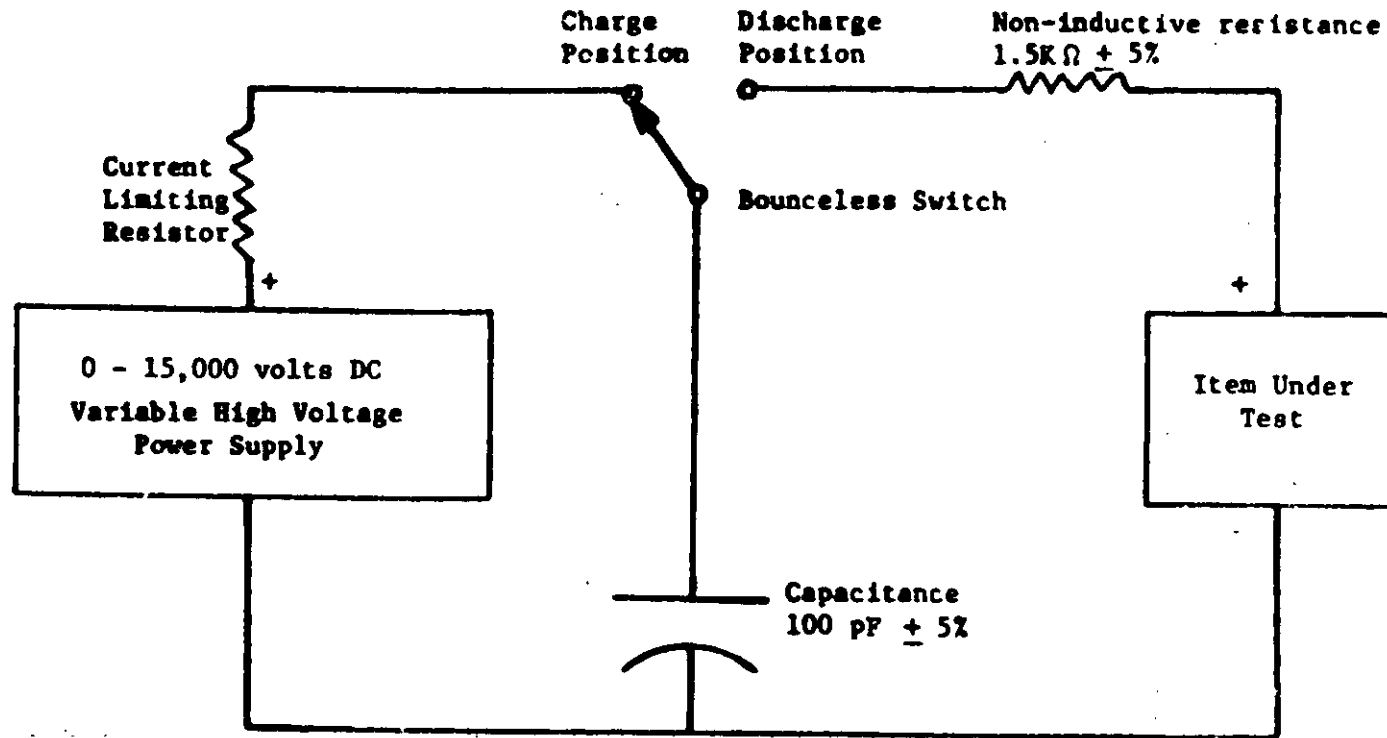 Charge
Position
Discharge
Position
Non-inductive reristance
1.5K Ω ± 5%
Current
Limiting
Resistor
Bounceless Switch
+
+
0 - 15,000 volts DC
Variable High Voltage
Power Supply
Item Under
Test
Capacitance
100 pF ± 5%